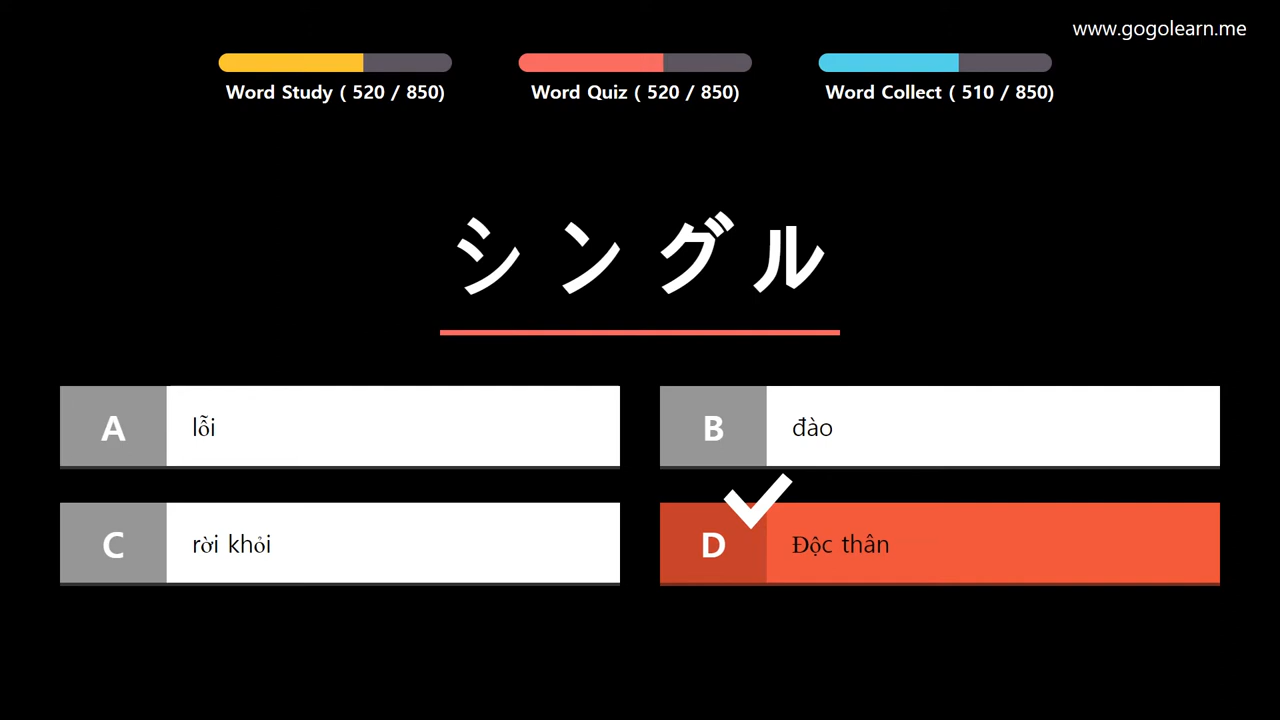 www.gogolearn.me
Word Study ( 520 / 850)
Word Quiz ( 520 / 850)
Word Collect ( 510 / 850)
シングル
A lỗi
B đào
C rời khỏi
D Độc thân